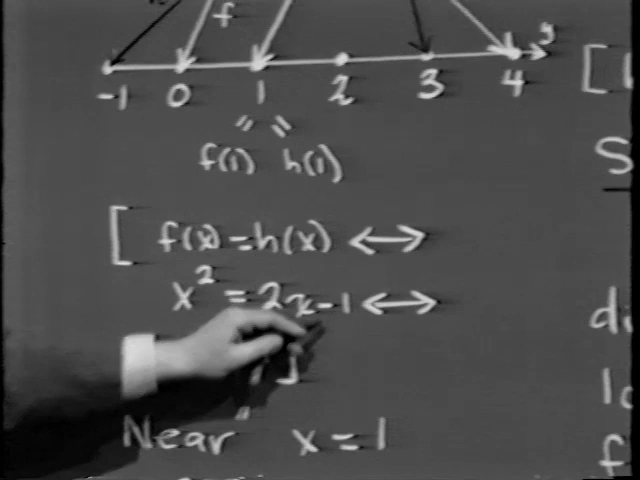 f
y
-1 0 1 2 3 4
" "
f(1) h(1)
[ f(x) = h(x) ↔
x² = 2x-1 ↔
]
Near x = 1